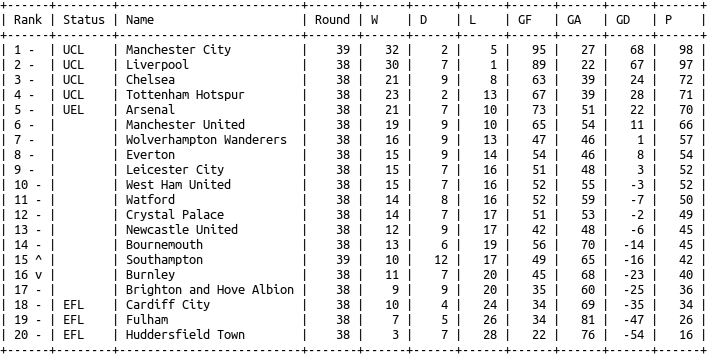 +------+--------+--------------------------+-------+------+------+------+------+------+------+------+
| Rank | Status | Name | Round | W | D | L | GF | GA | GD | P |
+------+--------+--------------------------+-------+------+------+------+------+------+------+------+
| 1 - | UCL | Manchester City | 39 | 32 | 2 | 5 | 95 | 27 | 68 | 98 |
| 2 - | UCL | Liverpool | 38 | 30 | 7 | 1 | 89 | 22 | 67 | 97 |
| 3 - | UCL | Chelsea | 38 | 21 | 9 | 8 | 63 | 39 | 24 | 72 |
| 4 - | UCL | Tottenham Hotspur | 38 | 23 | 2 | 13 | 67 | 39 | 28 | 71 |
| 5 - | UEL | Arsenal | 38 | 21 | 7 | 10 | 73 | 51 | 22 | 70 |
| 6 - | | Manchester United | 38 | 19 | 9 | 10 | 65 | 54 | 11 | 66 |
| 7 - | | Wolverhampton Wanderers | 38 | 16 | 9 | 13 | 47 | 46 | 1 | 57 |
| 8 - | | Everton | 38 | 15 | 9 | 14 | 54 | 46 | 8 | 54 |
| 9 - | | Leicester City | 38 | 15 | 7 | 16 | 51 | 48 | 3 | 52 |
| 10 - | | West Ham United | 38 | 15 | 7 | 16 | 52 | 55 | -3 | 52 |
| 11 - | | Watford | 38 | 14 | 8 | 16 | 52 | 59 | -7 | 50 |
| 12 - | | Crystal Palace | 38 | 14 | 7 | 17 | 51 | 53 | -2 | 49 |
| 13 - | | Newcastle United | 38 | 12 | 9 | 17 | 42 | 48 | -6 | 45 |
| 14 - | | Bournemouth | 38 | 13 | 6 | 19 | 56 | 70 | -14 | 45 |
| 15 ^ | | Southampton | 39 | 10 | 12 | 17 | 49 | 65 | -16 | 42 |
| 16 v | | Burnley | 38 | 11 | 7 | 20 | 45 | 68 | -23 | 40 |
| 17 - | | Brighton and Hove Albion | 38 | 9 | 9 | 20 | 35 | 60 | -25 | 36 |
| 18 - | EFL | Cardiff City | 38 | 10 | 4 | 24 | 34 | 69 | -35 | 34 |
| 19 - | EFL | Fulham | 38 | 7 | 5 | 26 | 34 | 81 | -47 | 26 |
| 20 - | EFL | Huddersfield Town | 38 | 3 | 7 | 28 | 22 | 76 | -54 | 16 |
+------+--------+--------------------------+-------+------+------+------+------+------+------+------+